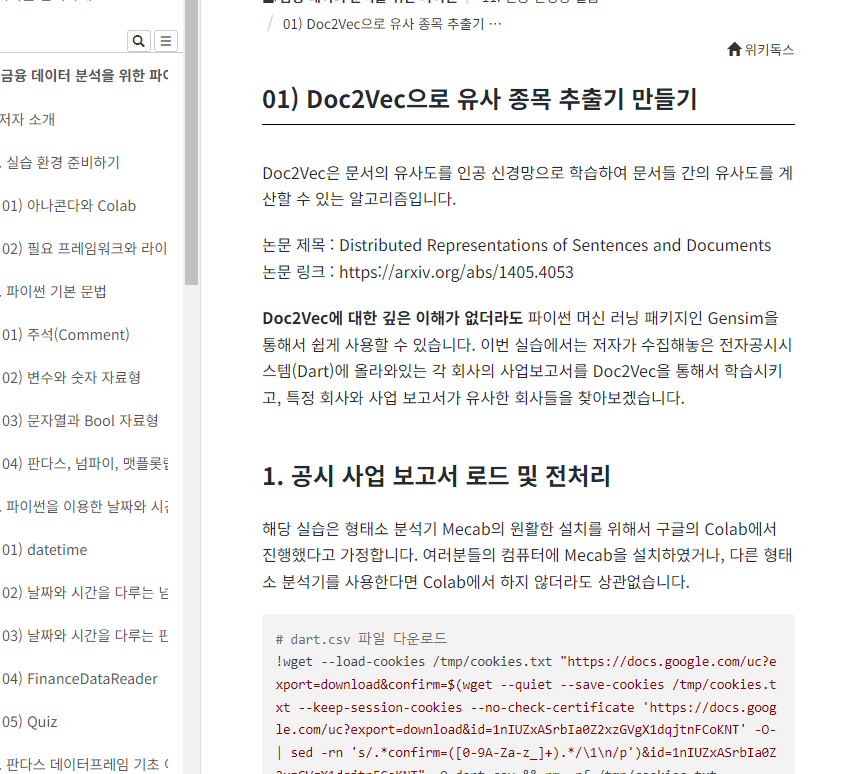 01) Doc2Vec으로 유사 종목 추출기 ⋯
위키독스
금융 데이터 분석을 위한
저자 소개
. 실습 환경 준비하기
01) 아나콘다와 Colab
02) 필요 프레임워크와
. 파이썬 기본 문법
01) 주석(Comment)
02) 변수와 숫자 자료형
03) 문자열과 Bool 자료형
04) 판다스, 넘파이,
. 파이썬을 이용한 날짜와
01) datetime
02) 날짜와 시간을 다루는
03) 날짜와 시간을 다루는
04) FinanceDataReader
05) Quiz
. 판다스 데이터프레임 기초
01) Doc2Vec으로 유사 종목 추출기 만들기
Doc2Vec은 문서의 유사도를 인공 신경망으로 학습하여 문서들 간의 유사도를 계
산할 수 있는 알고리즘입니다.
논문 제목 : Distributed Representations of Sentences and Documents
논문 링크 : https://arxiv.org/abs/1405.4053
Doc2Vec에 대한 깊은 이해가 없더라도 파이썬 머신 러닝 패키지인 Gensim을
통해서 쉽게 사용할 수 있습니다. 이번 실습에서는 저자가 수집해놓은 전자공시시
스템(Dart)에 올라와있는 각 회사의 사업보고서를 Doc2Vec을 통해서 학습시키
고, 특정 회사와 사업 보고서가 유사한 회사들을 찾아보겠습니다.
1. 공시 사업 보고서 로드 및 전처리
해당 실습은 형태소 분석기 Mecab의 원활한 설치를 위해서 구글의 Colab에서
진행했다고 가정합니다. 여러분들의 컴퓨터에 Mecab을 설치하였거나, 다른 형태
소 분석기를 사용한다면 Colab에서 하지 않더라도 상관없습니다.
# dart.csv 파일 다운로드
!wget --load-cookies /tmp/cookies.txt "https://docs.google.com/uc?e
xport=download&confirm=$(wget --quiet --save-cookies /tmp/cookies.t
xt --keep-session-cookies --no-check-certificate 'https://docs.goog
le.com/uc?export=download&id=1nIUZxASrbIa0Z2xzGVgX1dqjtnFCoKNT' -O-
| sed -rn 's/.*confirm=([0-9A-Za-z_]+).*/\1\n/p')&id=1nIUZxASrbIa0Z